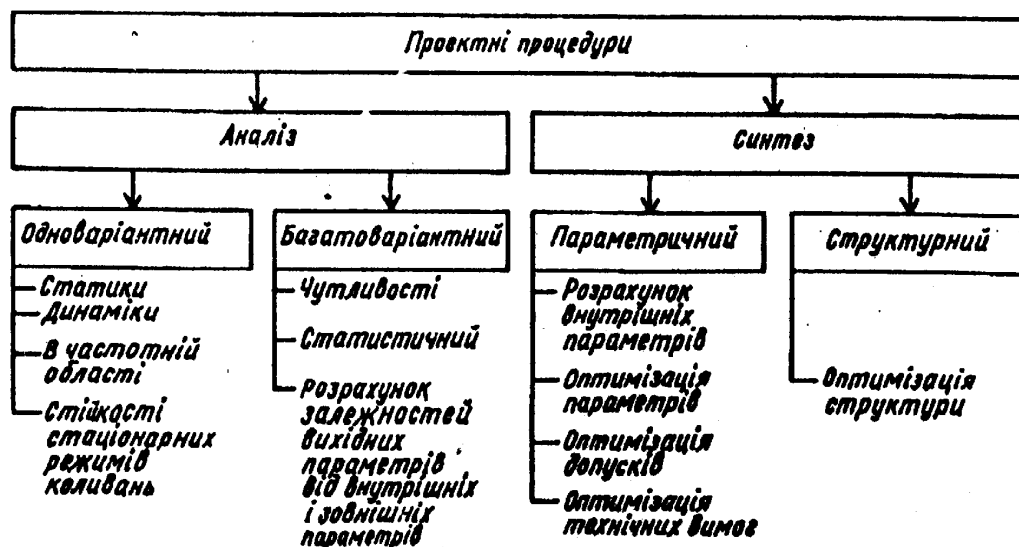 Проектні процедури
Аналіз
Синтез
Одноваріантний
Багатоваріантний
Параметричний
Структурний
Статики
Динаміки
В частотній
області
Стійкості
стаціонарних
режимів
коливань
Чутливості
Статистичний
Розрахунок
залежностей
вихідних
параметрів
від внутрішніх
і зовнішніх
параметрів
Розрахунок
внутрішніх
параметрів
Оптимізація
параметрів
Оптимізація
допусків
Оптимізація
технічних вимог
Оптимізація
структури